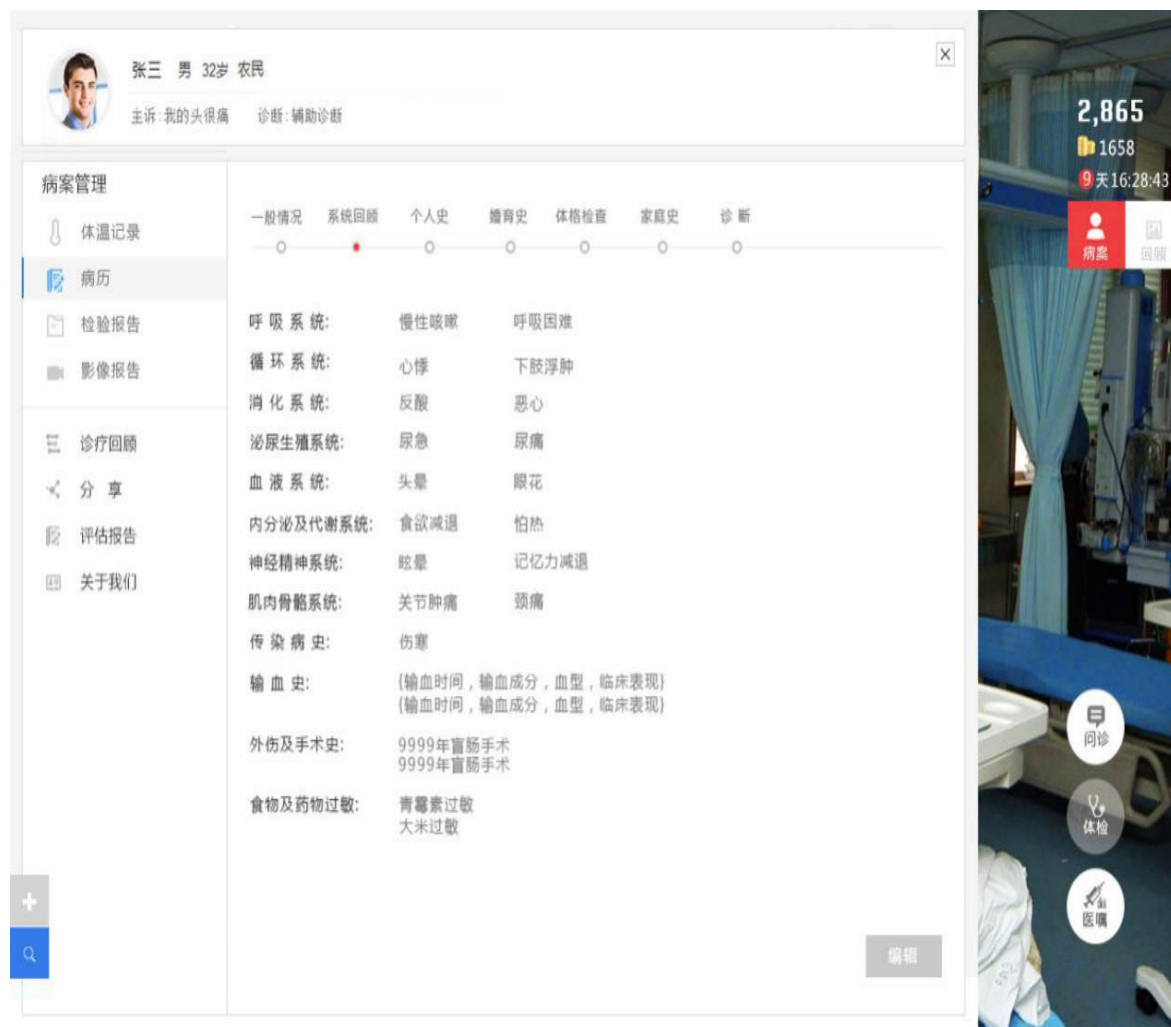 张三 男 32岁 农民
主诉:我的头很痛 诊断:辅助诊断
2,865
1658
9天16:28:43
病案 回顾
病案管理
体温记录
病历
检验报告
影像报告
诊疗回顾
分 享
评估报告
关于我们
一般情况 系统回顾 个人史 婚育史 体格检查 家庭史 诊 断
呼 吸 系 统: 慢性咳嗽 呼吸困难
循 环 系 统: 心悸 下肢浮肿
消 化 系 统: 反酸 恶心
泌尿生殖系统: 尿急 尿痛
血 液 系 统: 头晕 眼花
内分泌及代谢系统: 食欲减退 怕热
神经精神系统: 眩晕 记忆力减退
肌肉骨骼系统: 关节肿痛 颈痛
传 染 病 史: 伤寒
输 血 史: {输血时间，输血成分，血型，临床表现}
{输血时间，输血成分，血型，临床表现}
外伤及手术史: 9999年盲肠手术
9999年盲肠手术
食物及药物过敏: 青霉素过敏
大米过敏
编辑
问诊
体检
医嘱